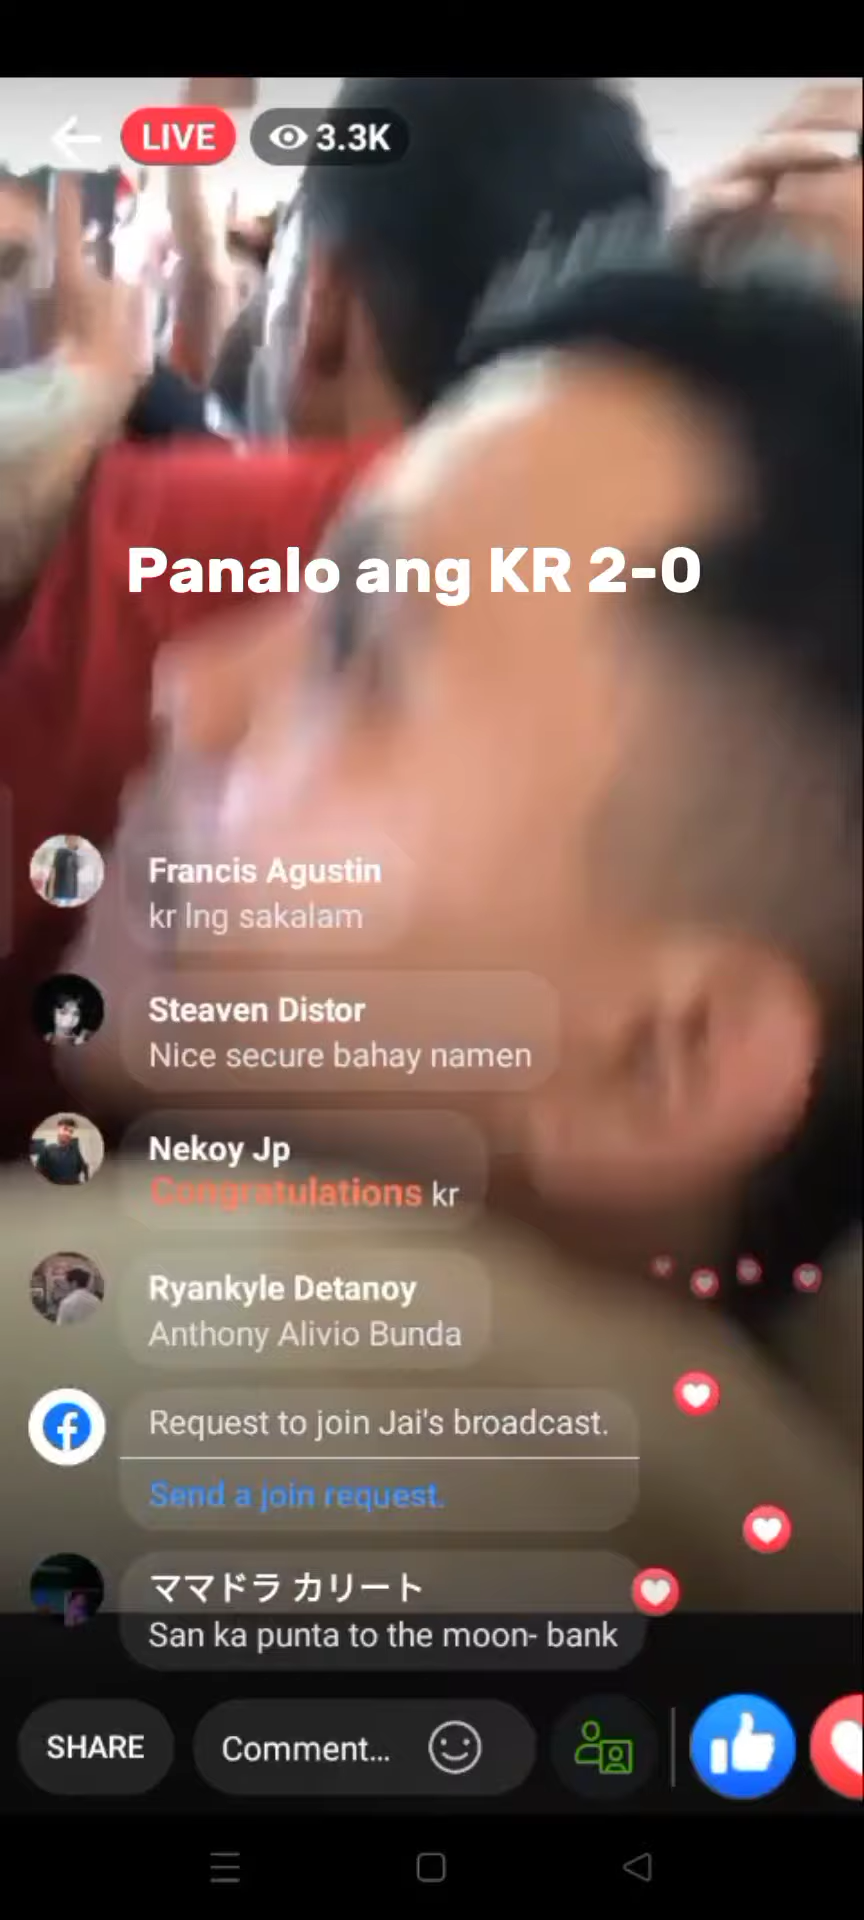 LIVE
3.3K
Panalo ang KR 2-0
Francis Agustin
kr lng sakalam
Steaven Distor
Nice secure bahay namen
Nekoy Jp
Congratulations kr
Ryankyle Detanoy
Anthony Alivio Bunda
Request to join Jai's broadcast.
Send a join request.
ママドラ カリート
San ka punta to the moon- bank
SHARE
Comment...